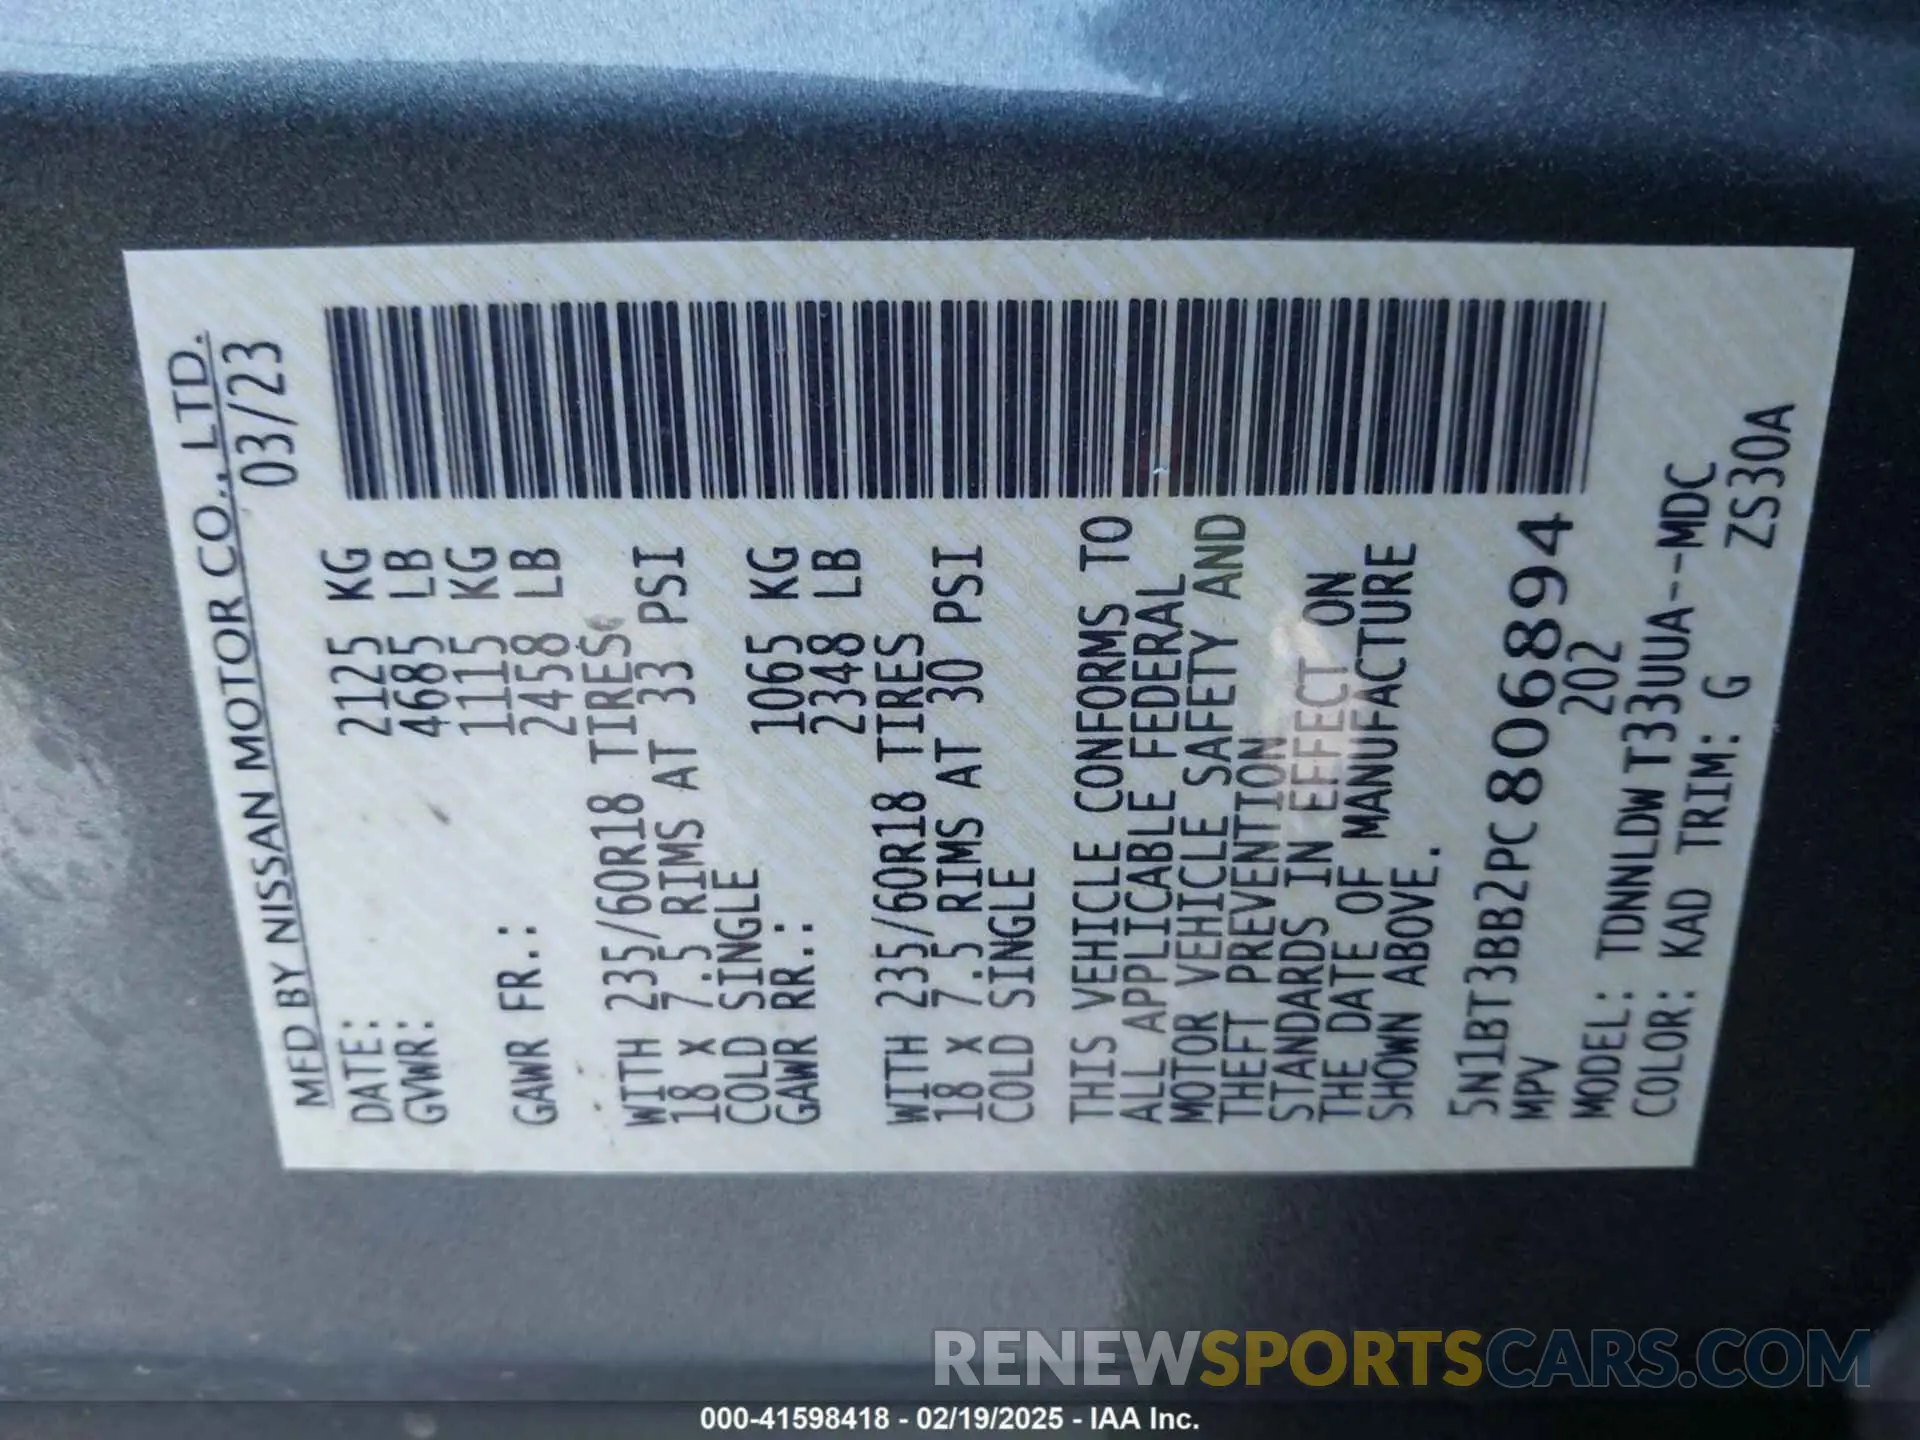 MFD BY NISSAN MOTOR CO., LTD.
DATE: 03/23
GVWR: 2125 KG
4685 LB
1115 KG
GAWR FR.: 2458 LB
WITH 235/60R18 TIRES
18 X 7.5 RIMS AT 33 PSI
COLD SINGLE
GAWR RR.: 1065 KG
2348 LB
WITH 235/60R18 TIRES
18 X 7.5 RIMS AT 30 PSI
COLD SINGLE
THIS VEHICLE CONFORMS TO
ALL APPLICABLE FEDERAL
MOTOR VEHICLE SAFETY AND
THEFT PREVENTION
STANDARDS IN EFFECT ON
THE DATE OF MANUFACTURE
SHOWN ABOVE.
5N1BT3BB2PC806894
MPV 202
MODEL: TDNNLDW T33UUA--MDC
COLOR: KAD TRIM: G ZS30A
RENEWSPORTSCARS.COM
000-41598418 - 02/19/2025 - IAA Inc.